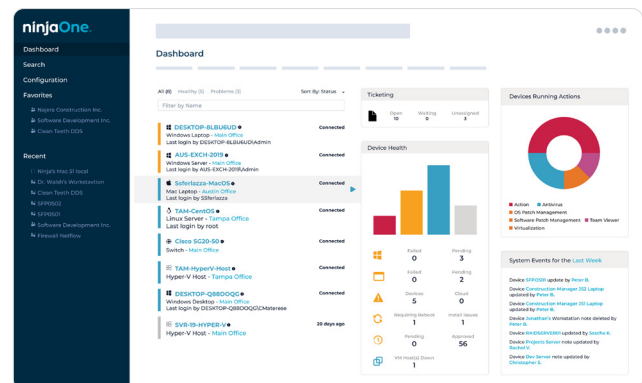 ninjaOne.
Dashboard
Search
Configuration
Favorites
Najera Construction Inc.
Software Development Inc.
Clean Teeth DDS
Recent
Ninja's Mac S1 local
Dr. Walsh's Workstavtion
Clean Teeth DDS
SFP0502
SFP0S01
Software Development Inc.
Firewall Netflow
Dashboard
All (8) Healthy (5) Problems (3) Sort By: Status
Filter by Name
DESKTOP-8LBU6UD Connected
Windows Laptop - Main Office
Last login by DESKTOP-8LBL6UD\Admin
AUS-EXCH-2019 Connected
Windows Server - Main Office
Last login by AUS-EXCH-2019\Admin
Ssferlazza-MacOS Connected
Mac Laptop - Austin Office
Last login by SSferlazza
TAM-CentOS Connected
Linux Server - Tampa Office
Last login by root
Cisco SG20-50 Connected
Switch - Main Office
TAM-HyperV-Host Connected
Hyper-V Host - Tampa Office
DESKTOP-Q88DOQG Connected
Windows Desktop - Main Office
Last login by DESKTOP-Q88DOQG\CMaterese
SVR-19-HYPER-V 20 days ago
Hyper-V Host - Main Office
Ticketing
Open Waiting Unassigned
10 0 3
Device Health
Failed Pending
0 3
Failed Pending
0 2
Devices Cloud
5 0
Requiring Reboot Install Issues
1 1
Pending Approved
0 56
VM Host(s) Down
1
Devices Running Actions
Action Antivirus
OS Patch Management
Software Patch Management Team Viewer
Virtualization
System Events for the Last Week
Device SFPOS01 update by Peter B.
Device Construction Manager 352 Laptop
updated by Peter B.
Device Construction Manager 251 Laptop
updated by Peter B.
Device Jonathan's Workstation note deleted by
Peter B.
Device RAIDSERVER01 updated by Sascha K.
Device Projects Server note updated by
Rachel V.
Device Dev Server note updated by
Christopher S.